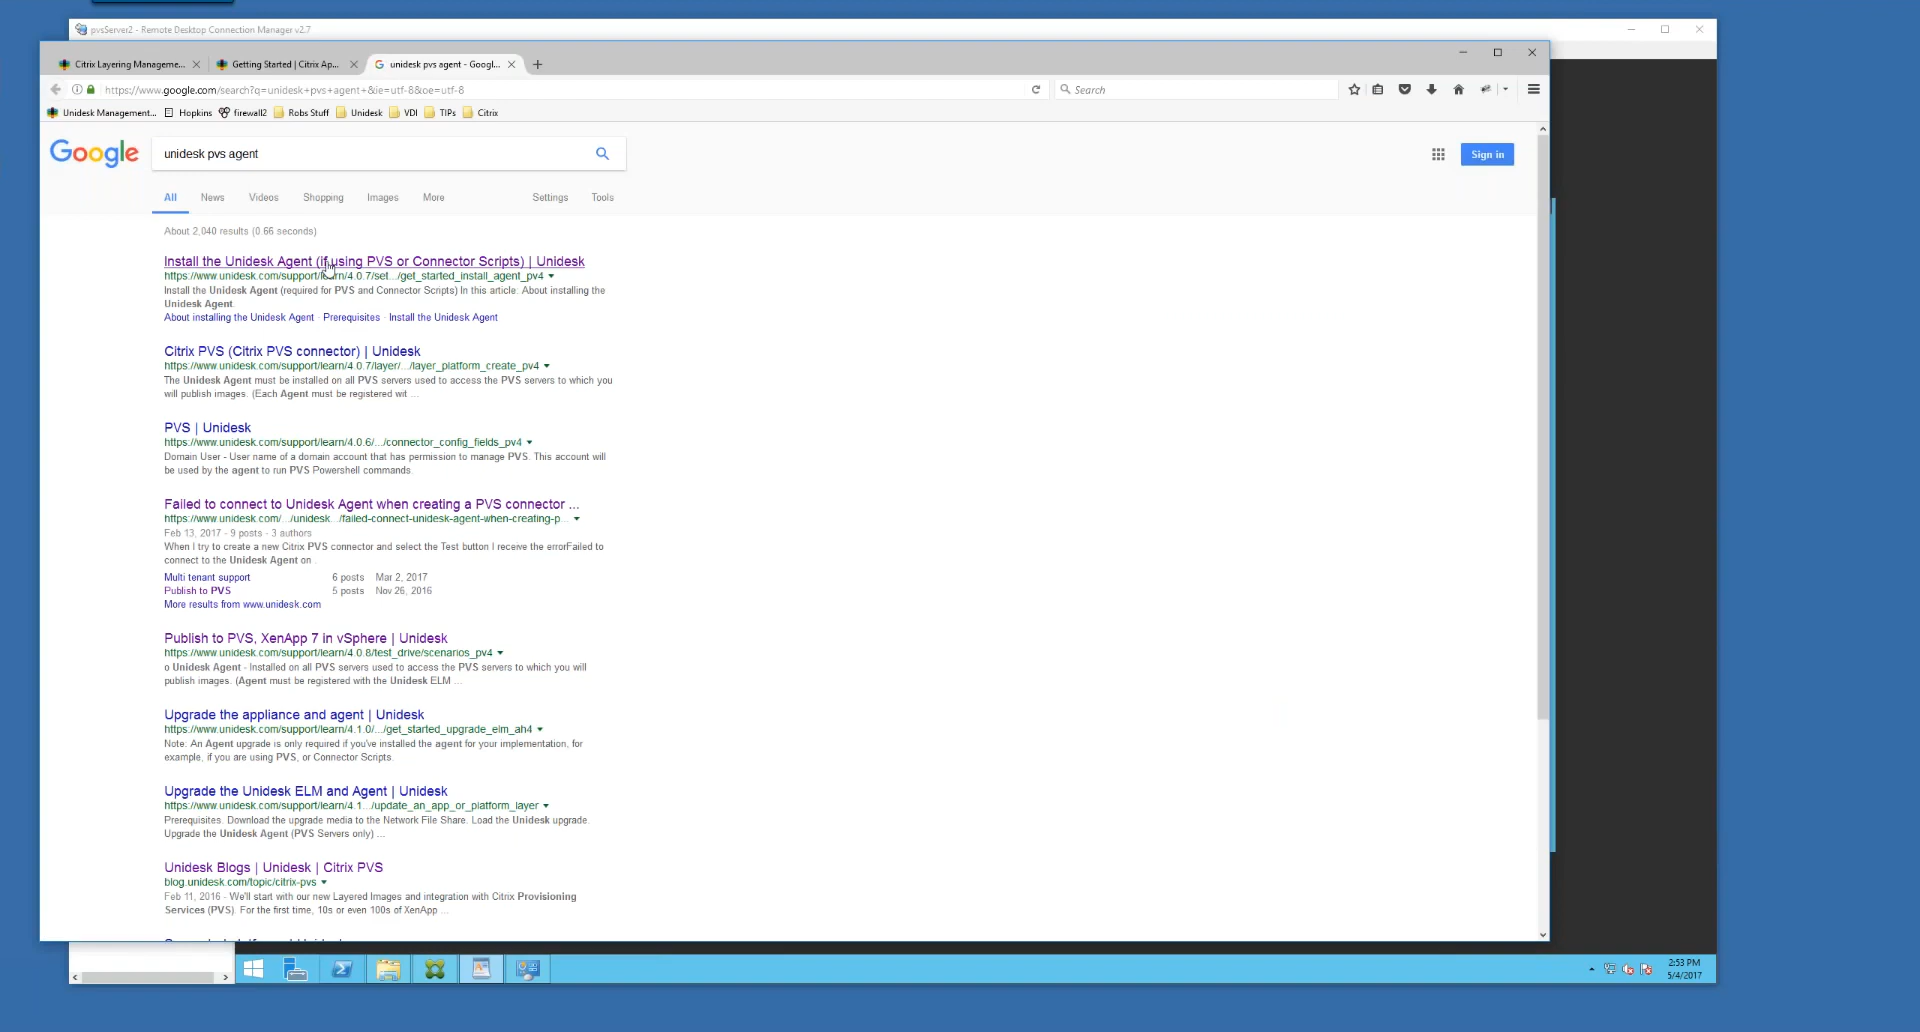 pvsServer2 - Remote Desktop Connection Manager v2.7
Citrix Layering Manageme...
Getting Started | Citrix Ap...
unidesk pvs agent - Googl...
https://www.google.com/search?q=unidesk+pvs+agent+&ie=utf-8&oe=utf-8
Search
Unidesk Management...
Hopkins
firewall2
Robs Stuff
Unidesk
VDI
TIPs
Citrix
Google
unidesk pvs agent
Sign in
All
News
Videos
Shopping
Images
More
Settings
Tools
About 2,040 results (0.66 seconds)
Install the Unidesk Agent (if using PVS or Connector Scripts) | Unidesk
https://www.unidesk.com/support/learn/4.0.7/set.../get_started_install_agent_pv4
Install the Unidesk Agent (required for PVS and Connector Scripts) In this article: About installing the
Unidesk Agent.
About installing the Unidesk Agent · Prerequisites · Install the Unidesk Agent
Citrix PVS (Citrix PVS connector) | Unidesk
https://www.unidesk.com/support/learn/4.0.7/layer/.../layer_platform_create_pv4
The Unidesk Agent must be installed on all PVS servers used to access the PVS servers to which you
will publish images. (Each Agent must be registered wit ...
PVS | Unidesk
https://www.unidesk.com/support/learn/4.0.6/.../connector_config_fields_pv4
Domain User - User name of a domain account that has permission to manage PVS. This account will
be used by the agent to run PVS Powershell commands.
Failed to connect to Unidesk Agent when creating a PVS connector ...
https://www.unidesk.com/.../unidesk.../failed-connect-unidesk-agent-when-creating-p...
Feb 13, 2017 - 9 posts - 3 authors
When I try to create a new Citrix PVS connector and select the Test button I receive the errorFailed to
connect to the Unidesk Agent on .
Multi tenant support 6 posts Mar 2, 2017
Publish to PVS 5 posts Nov 26, 2016
More results from www.unidesk.com
Publish to PVS, XenApp 7 in vSphere | Unidesk
https://www.unidesk.com/support/learn/4.0.8/test_drive/scenarios_pv4
o Unidesk Agent - Installed on all PVS servers used to access the PVS servers to which you will
publish images. (Agent must be registered with the Unidesk ELM ...
Upgrade the appliance and agent | Unidesk
https://www.unidesk.com/support/learn/4.1.0/.../get_started_upgrade_elm_ah4
Note: An Agent upgrade is only required if you've installed the agent for your implementation, for
example, if you are using PVS, or Connector Scripts.
Upgrade the Unidesk ELM and Agent | Unidesk
https://www.unidesk.com/support/learn/4.1.../update_an_app_or_platform_layer
Prerequisites. Download the upgrade media to the Network File Share. Load the Unidesk upgrade.
Upgrade the Unidesk Agent (PVS Servers only) ...
Unidesk Blogs | Unidesk | Citrix PVS
blog.unidesk.com/topic/citrix-pvs
Feb 11, 2016 - We'll start with our new Layered Images and integration with Citrix Provisioning
Services (PVS). For the first time, 10s or even 100s of XenApp ...
2:53 PM
5/4/2017